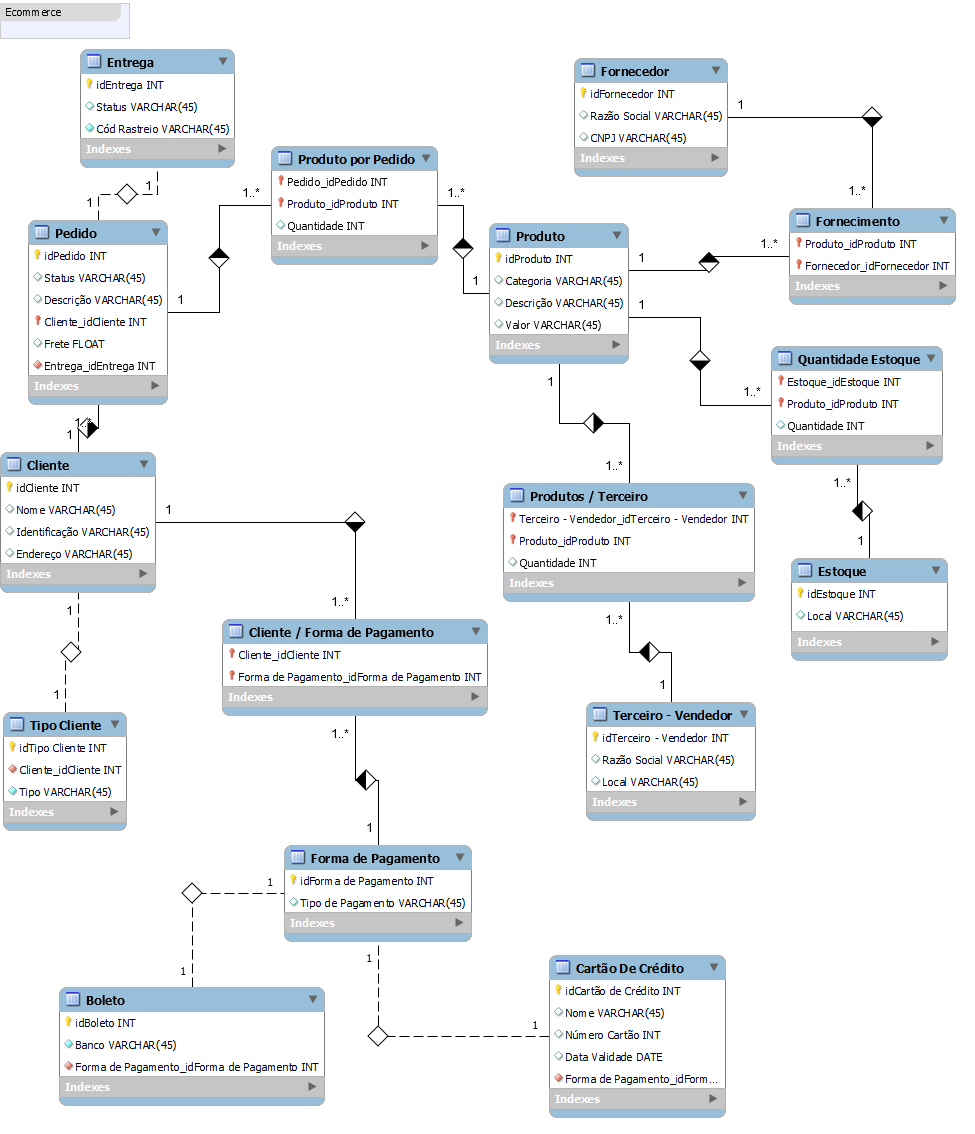 Ecommerce
Entrega
idEntrega INT
Status VARCHAR(45)
Cód Rastreio VARCHAR(45)
Indexes
1
1
Fornecedor
idFornecedor INT
Razão Social VARCHAR(45)
CNPJ VARCHAR(45)
Indexes
1
1..*
Produto por Pedido
Pedido_idPedido INT
Produto_idProduto INT
Quantidade INT
Indexes
1..*
1
1..*
1
Pedido
idPedido INT
Status VARCHAR(45)
Descrição VARCHAR(45)
Cliente_idCliente INT
Frete FLOAT
Entrega_idEntrega INT
Indexes
1..*
1
Produto
idProduto INT
Categoria VARCHAR(45)
Descrição VARCHAR(45)
Valor VARCHAR(45)
Indexes
1
1..*
1
1..*
1
1..*
Fornecimento
Produto_idProduto INT
Fornecedor_idFornecedor INT
Indexes
Quantidade Estoque
Estoque_idEstoque INT
Produto_idProduto INT
Quantidade INT
Indexes
1..*
1
Cliente
idCliente INT
Nome VARCHAR(45)
Identificação VARCHAR(45)
Endereço VARCHAR(45)
Indexes
1
1..*
1
1
Produtos / Terceiro
Terceiro - Vendedor_idTerceiro - Vendedor INT
Produto_idProduto INT
Quantidade INT
Indexes
1..*
1
Estoque
idEstoque INT
Local VARCHAR(45)
Indexes
Cliente / Forma de Pagamento
Cliente_idCliente INT
Forma de Pagamento_idForma de Pagamento INT
Indexes
1..*
1
Tipo Cliente
idTipo Cliente INT
Cliente_idCliente INT
Tipo VARCHAR(45)
Indexes
Terceiro - Vendedor
idTerceiro - Vendedor INT
Razão Social VARCHAR(45)
Local VARCHAR(45)
Indexes
Forma de Pagamento
idForma de Pagamento INT
Tipo de Pagamento VARCHAR(45)
Indexes
1
1
1
1
Boleto
idBoleto INT
Banco VARCHAR(45)
Forma de Pagamento_idForma de Pagamento INT
Indexes
Cartão De Crédito
idCartão de Crédito INT
Nome VARCHAR(45)
Número Cartão INT
Data Validade DATE
Forma de Pagamento_idForm...
Indexes